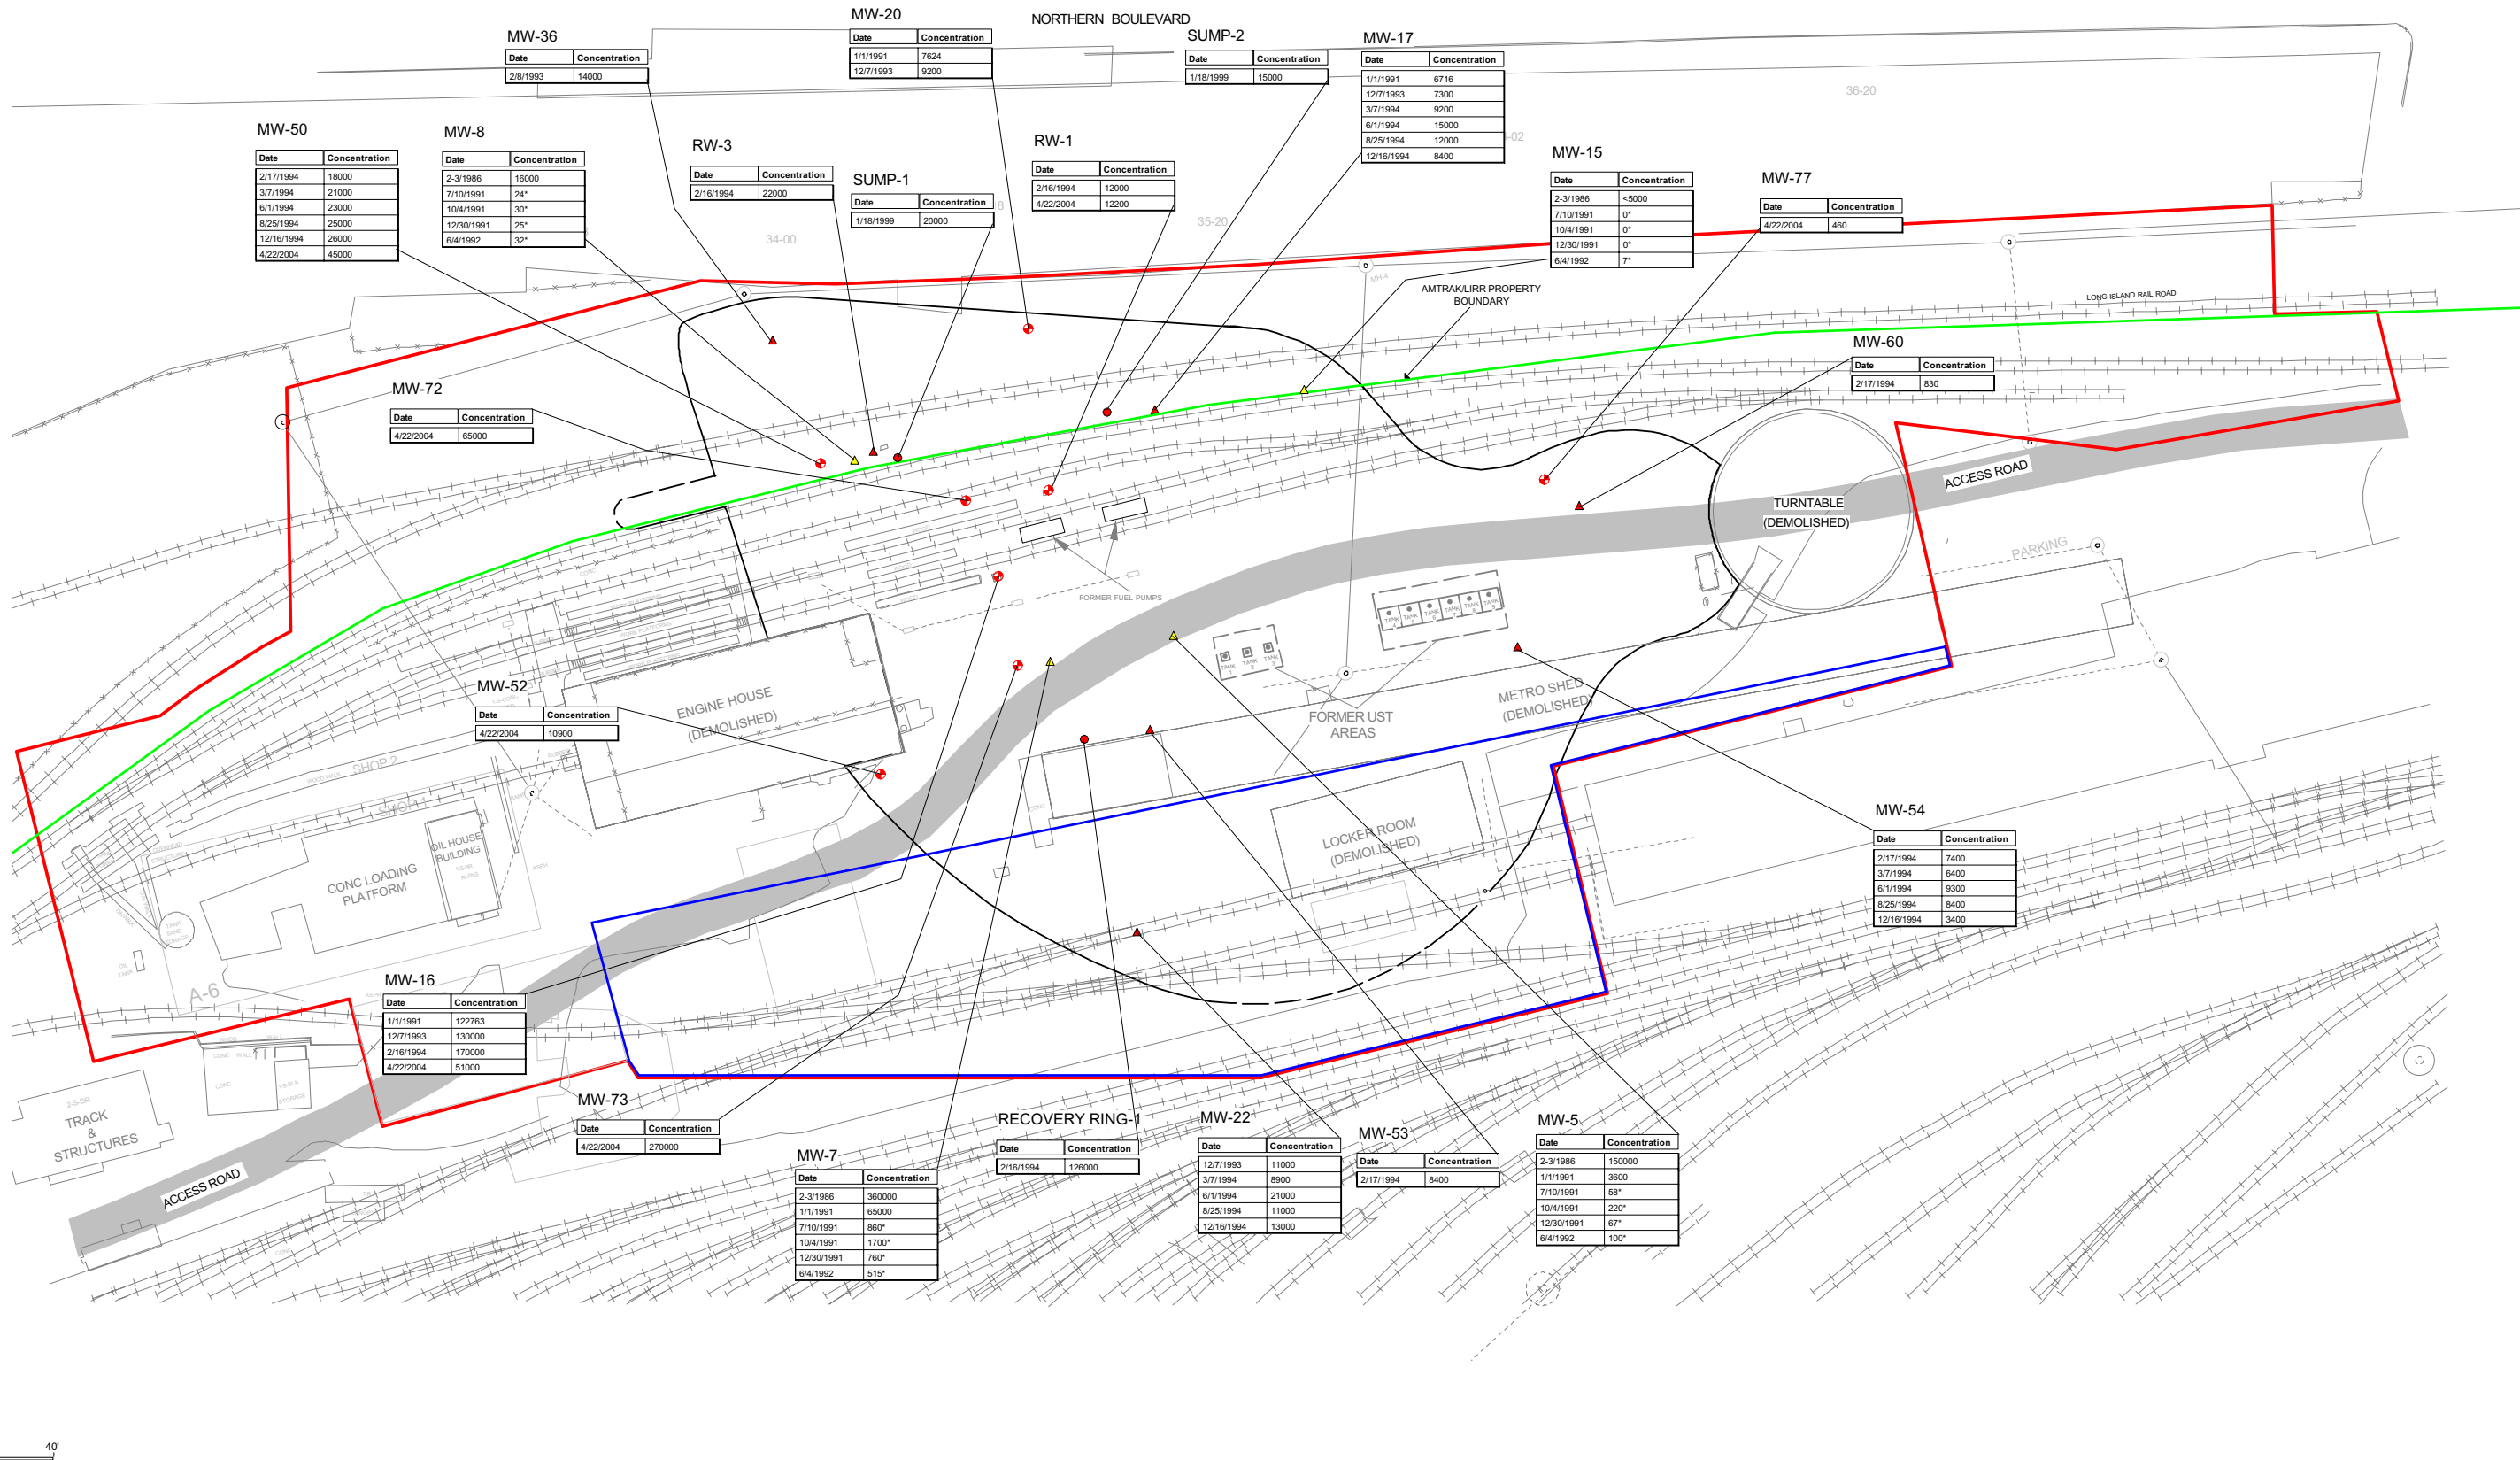 NORTHERN BOULEVARD
MW-36
Date Concentration
2/8/1993 14000
MW-20
Date Concentration
1/1/1991 7624
12/7/1993 9200
SUMP-2
Date Concentration
1/18/1999 15000
MW-17
Date Concentration
1/1/1991 6716
12/7/1993 7300
3/7/1994 9200
6/1/1994 15000
8/25/1994 12000
12/16/1994 8400
36-20
-02
MW-50
Date Concentration
2/17/1994 18000
3/7/1994 21000
6/1/1994 23000
8/25/1994 25000
12/16/1994 26000
4/22/2004 45000
MW-8
Date Concentration
2-3/1986 16000
7/10/1991 24*
10/4/1991 30*
12/30/1991 25*
6/4/1992 32*
RW-3
Date Concentration
2/16/1994 22000
SUMP-1
Date Concentration
1/18/1999 20000
RW-1
Date Concentration
2/16/1994 12000
4/22/2004 12200
MW-15
Date Concentration
2-3/1986 <5000
7/10/1991 0*
10/4/1991 0*
12/30/1991 0*
6/4/1992 7*
MW-77
Date Concentration
4/22/2004 460
34-00
35-20
MH-4
AMTRAK/LIRR PROPERTY
BOUNDARY
LONG ISLAND RAIL ROAD
MW-60
Date Concentration
2/17/1994 830
MW-72
Date Concentration
4/22/2004 65000
TURNTABLE
(DEMOLISHED)
ACCESS ROAD
PARKING
FORMER FUEL PUMPS
MW-52
Date Concentration
4/22/2004 10900
ENGINE HOUSE
(DEMOLISHED)
METRO SHED
(DEMOLISHED)
FORMER UST
AREAS
SHOP 2
SHOP 1
OIL HOUSE
BUILDING
CONC LOADING
PLATFORM
LOCKER ROOM
(DEMOLISHED)
MW-54
Date Concentration
2/17/1994 7400
3/7/1994 6400
6/1/1994 9300
8/25/1994 8400
12/16/1994 3400
OIL
TANK
A-6
MW-16
Date Concentration
1/1/1991 122763
12/7/1993 130000
2/16/1994 170000
4/22/2004 51000
2-S-BR
TRACK
&
STRUCTURES
ACCESS ROAD
MW-73
Date Concentration
4/22/2004 270000
MW-7
Date Concentration
2-3/1986 360000
1/1/1991 65000
7/10/1991 860*
10/4/1991 1700*
12/30/1991 760*
6/4/1992 515*
RECOVERY RING-1
Date Concentration
2/16/1994 126000
MW-22
Date Concentration
12/7/1993 11000
3/7/1994 8900
6/1/1994 21000
8/25/1994 11000
12/16/1994 13000
MW-53
Date Concentration
2/17/1994 8400
MW-5
Date Concentration
2-3/1986 150000
1/1/1991 3600
7/10/1991 58*
10/4/1991 220*
12/30/1991 67*
6/4/1992 100*
40'